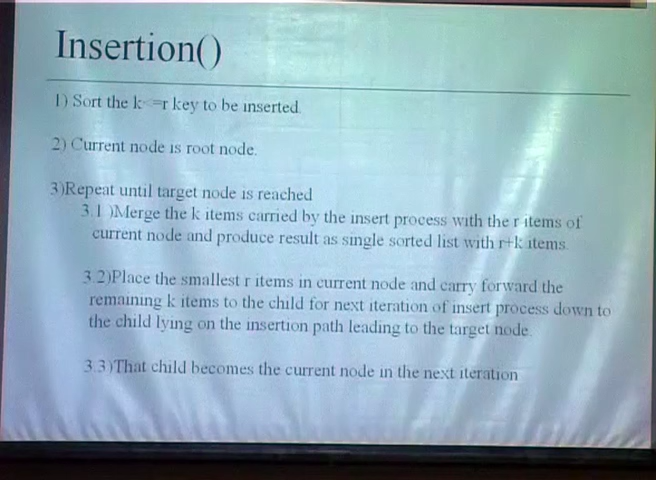 Insertion()
1) Sort the k<=r key to be inserted.
2) Current node is root node.
3)Repeat until target node is reached
3.1 )Merge the k items carried by the insert process with the r items of
current node and produce result as single sorted list with r+k items.
3.2)Place the smallest r items in current node and carry forward the
remaining k items to the child for next iteration of insert process down to
the child lying on the insertion path leading to the target node.
3.3)That child becomes the current node in the next iteration